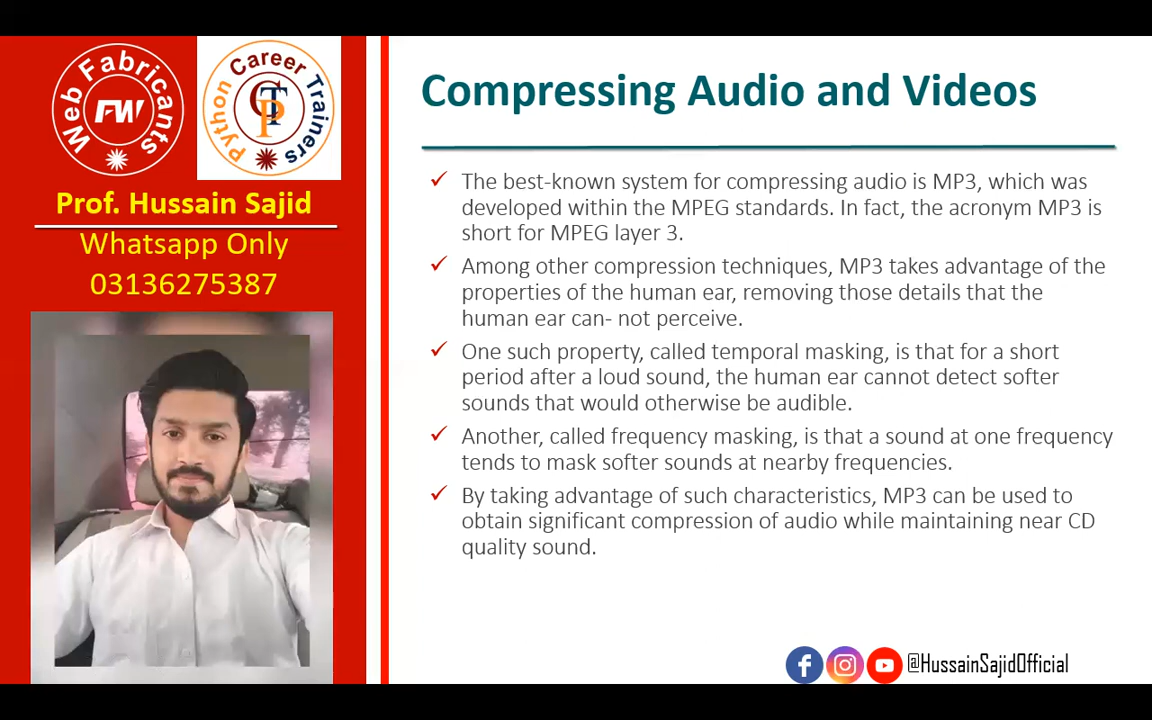 Web Fabricants
FW
Python Career Trainers
CTP
Prof. Hussain Sajid
Whatsapp Only
03136275387
Compressing Audio and Videos
The best-known system for compressing audio is MP3, which was
developed within the MPEG standards. In fact, the acronym MP3 is
short for MPEG layer 3.
Among other compression techniques, MP3 takes advantage of the
properties of the human ear, removing those details that the
human ear can- not perceive.
One such property, called temporal masking, is that for a short
period after a loud sound, the human ear cannot detect softer
sounds that would otherwise be audible.
Another, called frequency masking, is that a sound at one frequency
tends to mask softer sounds at nearby frequencies.
By taking advantage of such characteristics, MP3 can be used to
obtain significant compression of audio while maintaining near CD
quality sound.
@HussainSajidOfficial